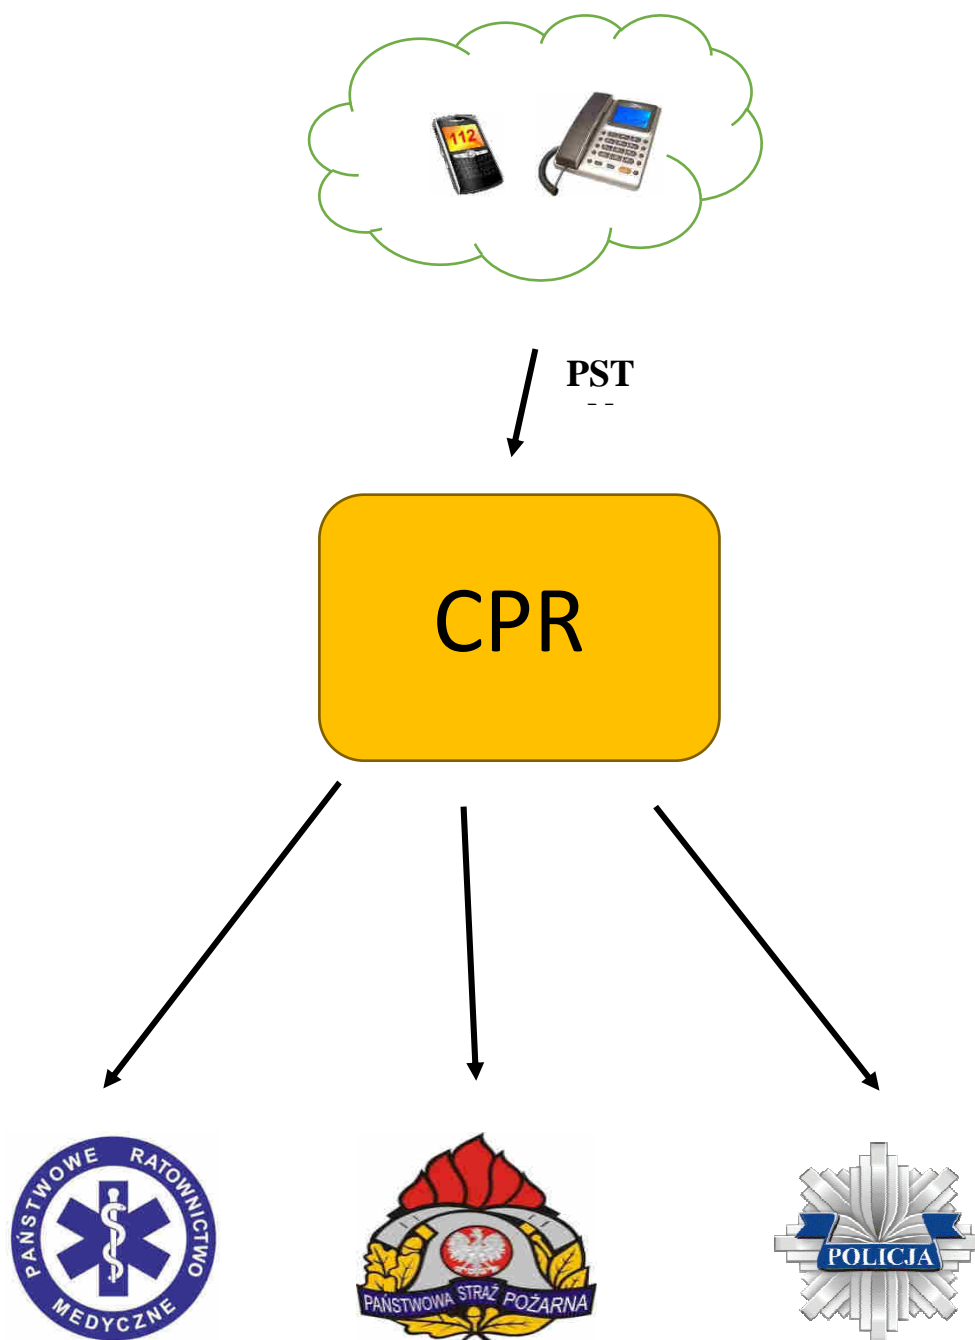 112
PST
CPR
PAŃSTWOWE RATOWNICTWO
MEDYCZNE
PAŃSTWOWA STRAŻ POŻARNA
POLICJA